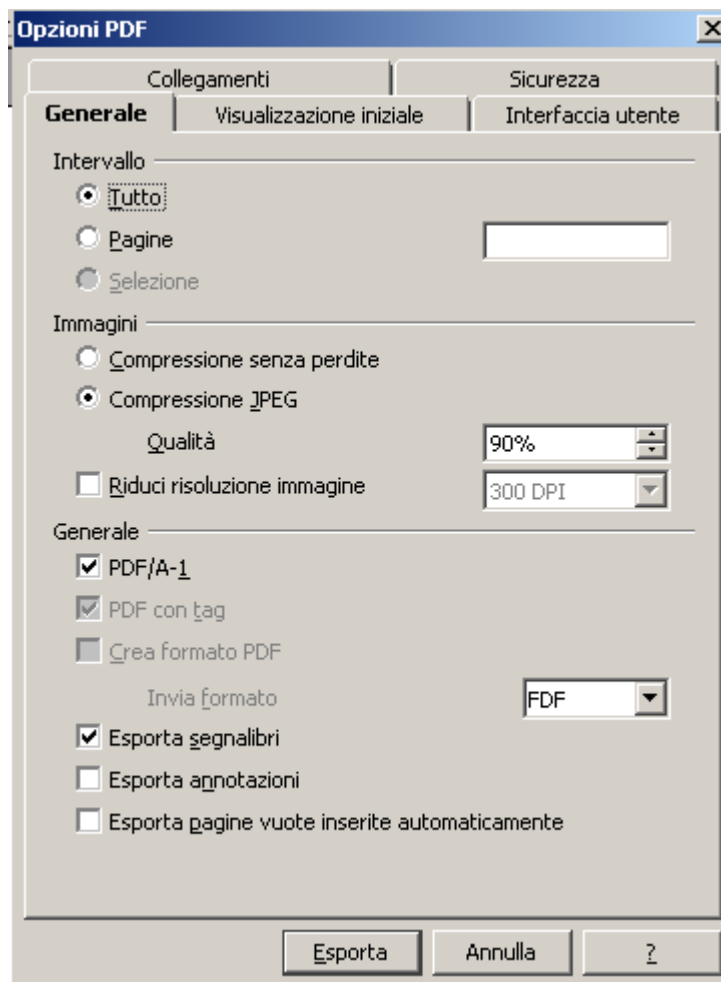 Opzioni PDF
Collegamenti Sicurezza
Generale Visualizzazione iniziale Interfaccia utente
Intervallo
Tutto
Pagine
Selezione
Immagini
Compressione senza perdite
Compressione JPEG
Qualità 90%
Riduci risoluzione immagine 300 DPI
Generale
PDF/A-1
PDF con tag
Crea formato PDF
Invia formato FDF
Esporta segnalibri
Esporta annotazioni
Esporta pagine vuote inserite automaticamente
Esporta Annulla ?